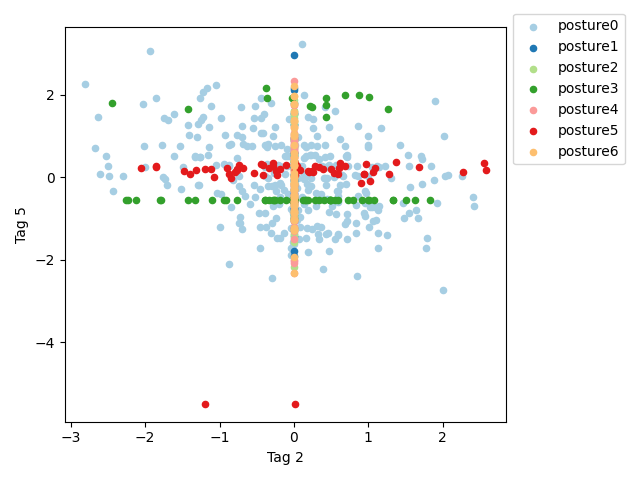 posture0
posture1
posture2
posture3
posture4
posture5
posture6
2
0
−2
−4
Tag 5
−3 −2 −1 0 1 2
Tag 2